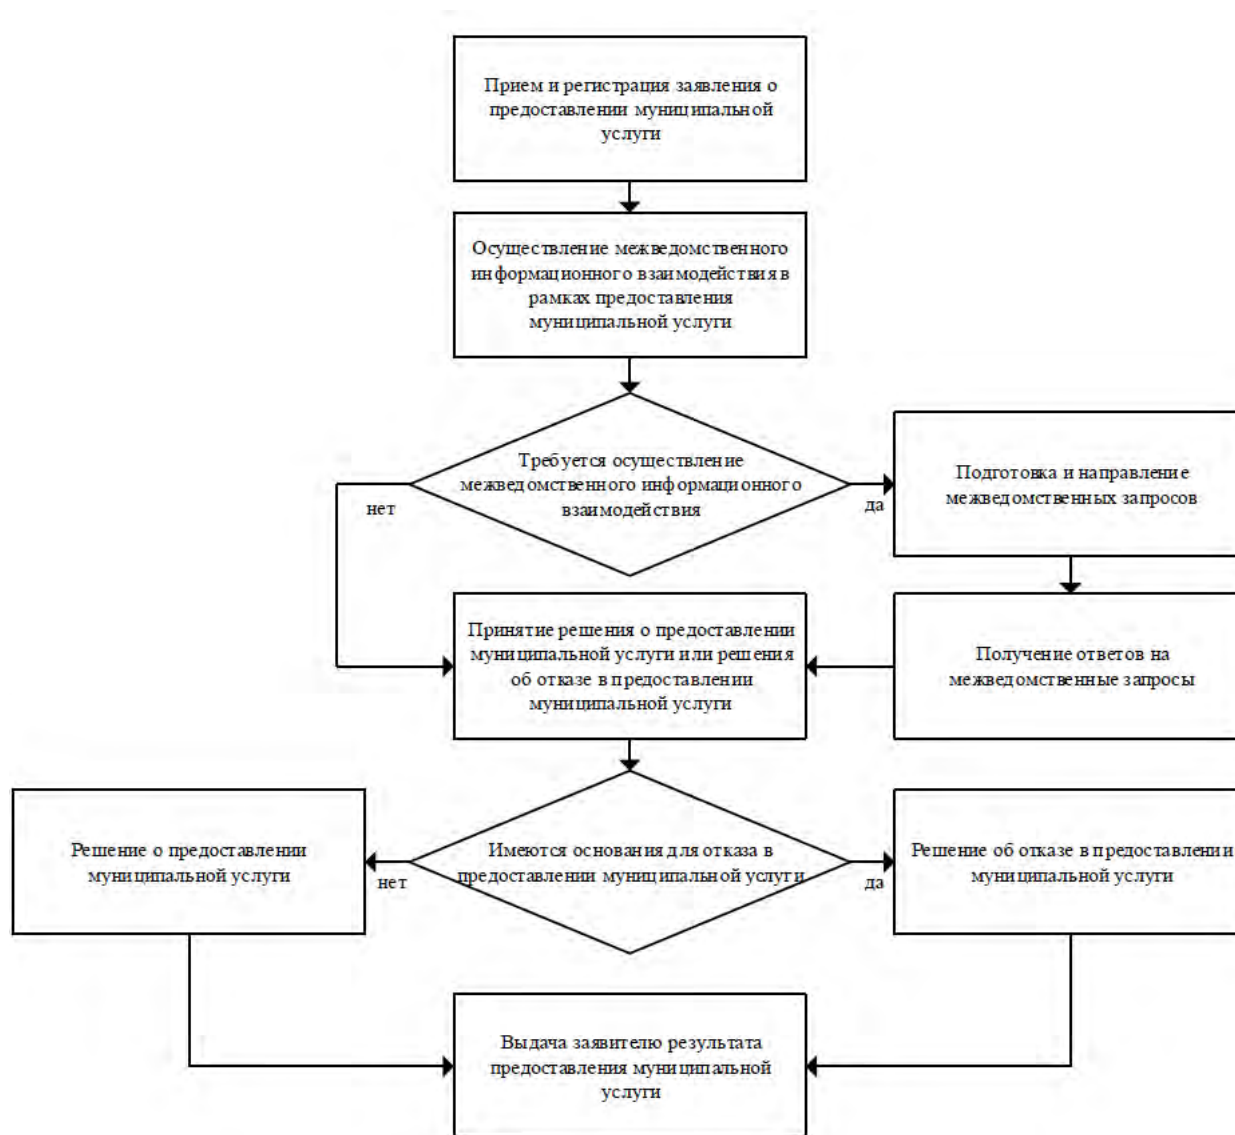 Прием и регистрация заявления о
предоставлении муниципальной
услуги
Осуществление межведомственного
информационного взаимодействия в
рамках предоставления
муниципальной услуги
Требуется осуществление
межведомственного информационного
взаимодействия
нет
да
Подготовка и направление
межведомственных запросов
Принятие решения о предоставлении
муниципальной услуги или решения
об отказе в предоставлении
муниципальной услуги
Получение ответов на
межведомственные запросы
Решение о предоставлении
муниципальной услуги
нет
Имеются основания для отказа в
предоставлении муниципальной услуги
да
Решение об отказе в предоставлении
муниципальной услуги
Выдача заявителю результата
предоставления муниципальной
услуги